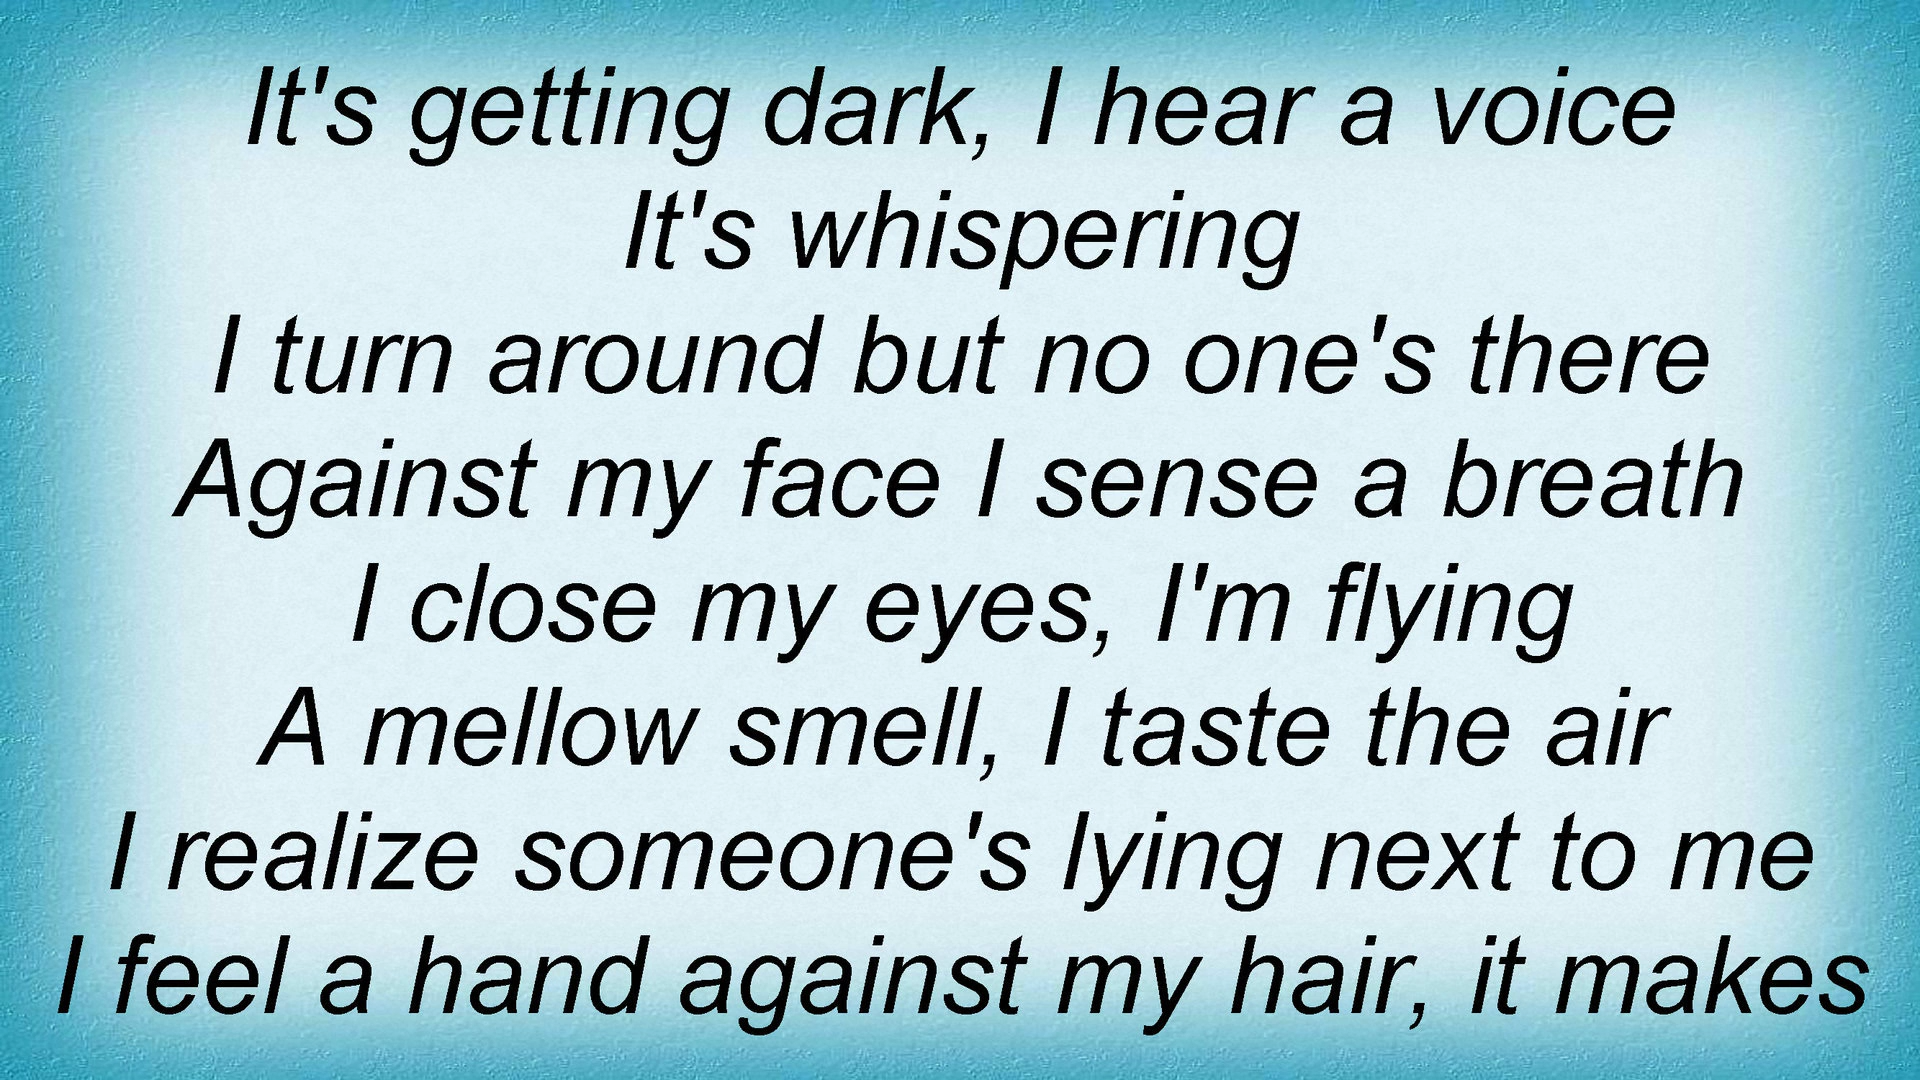 It's getting dark, I hear a voice
It's whispering
I turn around but no one's there
Against my face I sense a breath
I close my eyes, I'm flying
A mellow smell, I taste the air
I realize someone's lying next to me
I feel a hand against my hair, it makes